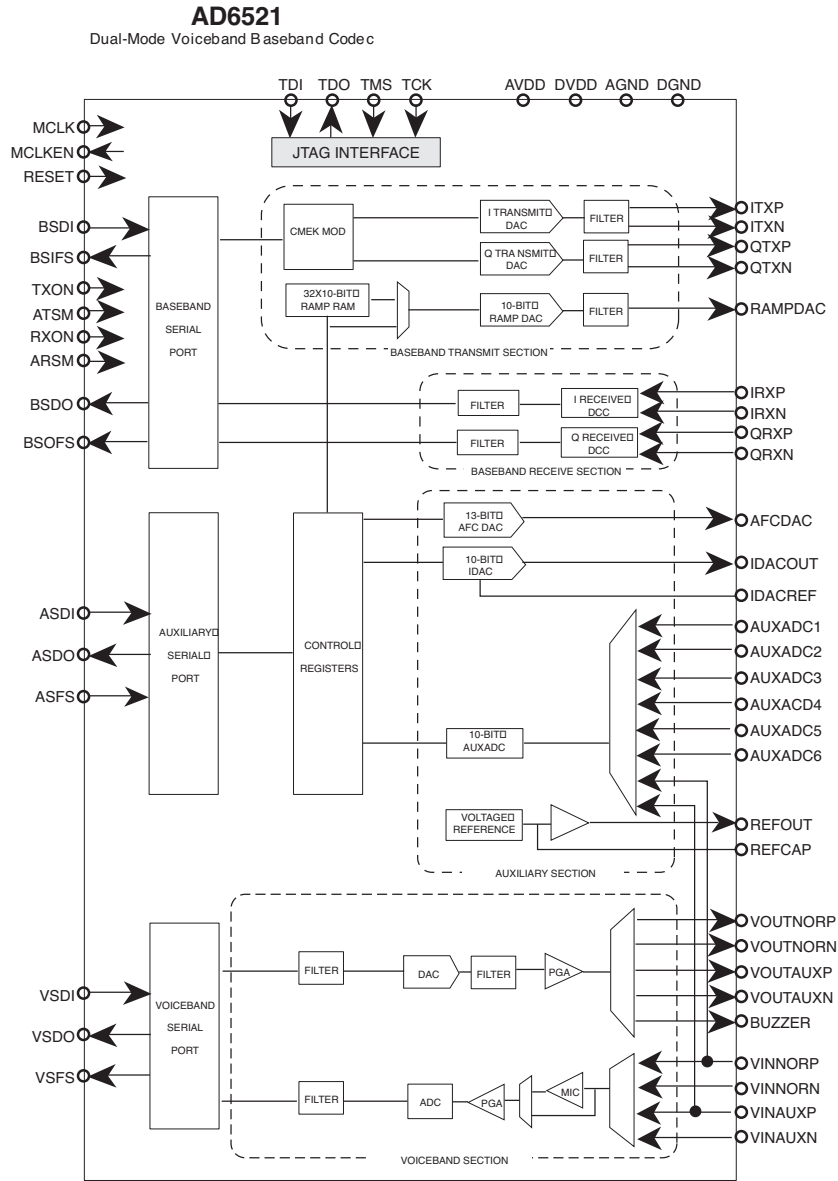 AD6521
Dual-Mode Voiceband Baseband Codec
TDI TDO TMS TCK AVDD DVDD AGND DGND
MCLK
MCLKEN
RESET
JTAG INTERFACE
BSDI
BSIFS
TXON
ATSM
RXON
ARSM
BSDO
BSOFS
BASEBAND
SERIAL
PORT
CMEK MOD
I TRANSMIT□
DAC
FILTER
Q TRANSMIT□
DAC
FILTER
32X10-BIT□
RAMP RAM
10-BIT□
RAMP DAC
FILTER
BASEBAND TRANSMIT SECTION
ITXP
ITXN
QTXP
QTXN
RAMPDAC
FILTER
I RECEIVE□
DCC
FILTER
Q RECEIVE□
DCC
BASEBAND RECEIVE SECTION
IRXP
IRXN
QRXP
QRXN
ASDI
ASDO
ASFS
AUXILIARY□
SERIAL□
PORT
CONTROL□
REGISTERS
13-BIT□
AFC DAC
10-BIT□
IDAC
10-BIT□
AUXADC
VOLTAGE□
REFERENCE
AUXILIARY SECTION
AFCDAC
IDACOUT
IDACREF
AUXADC1
AUXADC2
AUXADC3
AUXACD4
AUXADC5
AUXADC6
REFOUT
REFCAP
VSDI
VSDO
VSFS
VOICEBAND
SERIAL
PORT
FILTER
DAC
FILTER
PGA
FILTER
ADC
PGA
MIC
VOICEBAND SECTION
VOUTNORP
VOUTNORN
VOUTAUXP
VOUTAUXN
BUZZER
VINNORP
VINNORN
VINAUXP
VINAUXN